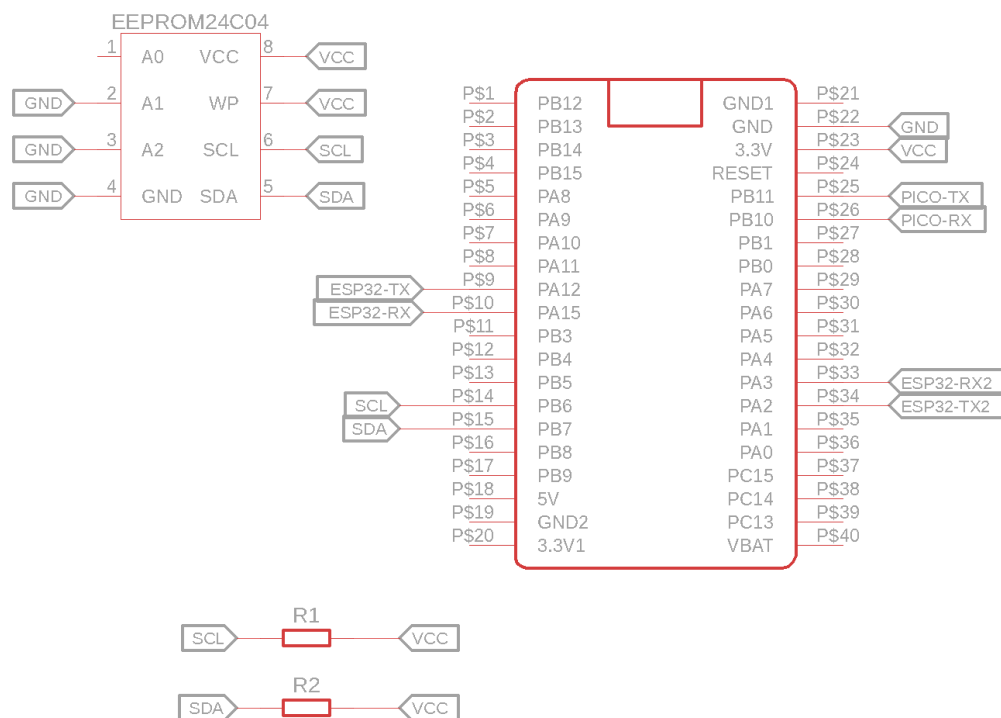 EEPROM24C04
1 A0 VCC 8 VCC
GND 2 A1 WP 7 VCC
GND 3 A2 SCL 6 SCL
GND 4 GND SDA 5 SDA
P$1 PB12 GND1 P$21
P$2 PB13 GND P$22 GND
P$3 PB14 3.3V P$23 VCC
P$4 PB15 RESET P$24
P$5 PA8 PB11 P$25 PICO-TX
P$6 PA9 PB10 P$26 PICO-RX
P$7 PA10 PB1 P$27
P$8 PA11 PB0 P$28
ESP32-TX P$9 PA12 PA7 P$29
ESP32-RX P$10 PA15 PA6 P$30
P$11 PB3 PA5 P$31
P$12 PB4 PA4 P$32
P$13 PB5 PA3 P$33 ESP32-RX2
SCL P$14 PB6 PA2 P$34 ESP32-TX2
SDA P$15 PB7 PA1 P$35
P$16 PB8 PA0 P$36
P$17 PB9 PC15 P$37
P$18 5V PC14 P$38
P$19 GND2 PC13 P$39
P$20 3.3V1 VBAT P$40
R1
SCL VCC
R2
SDA VCC